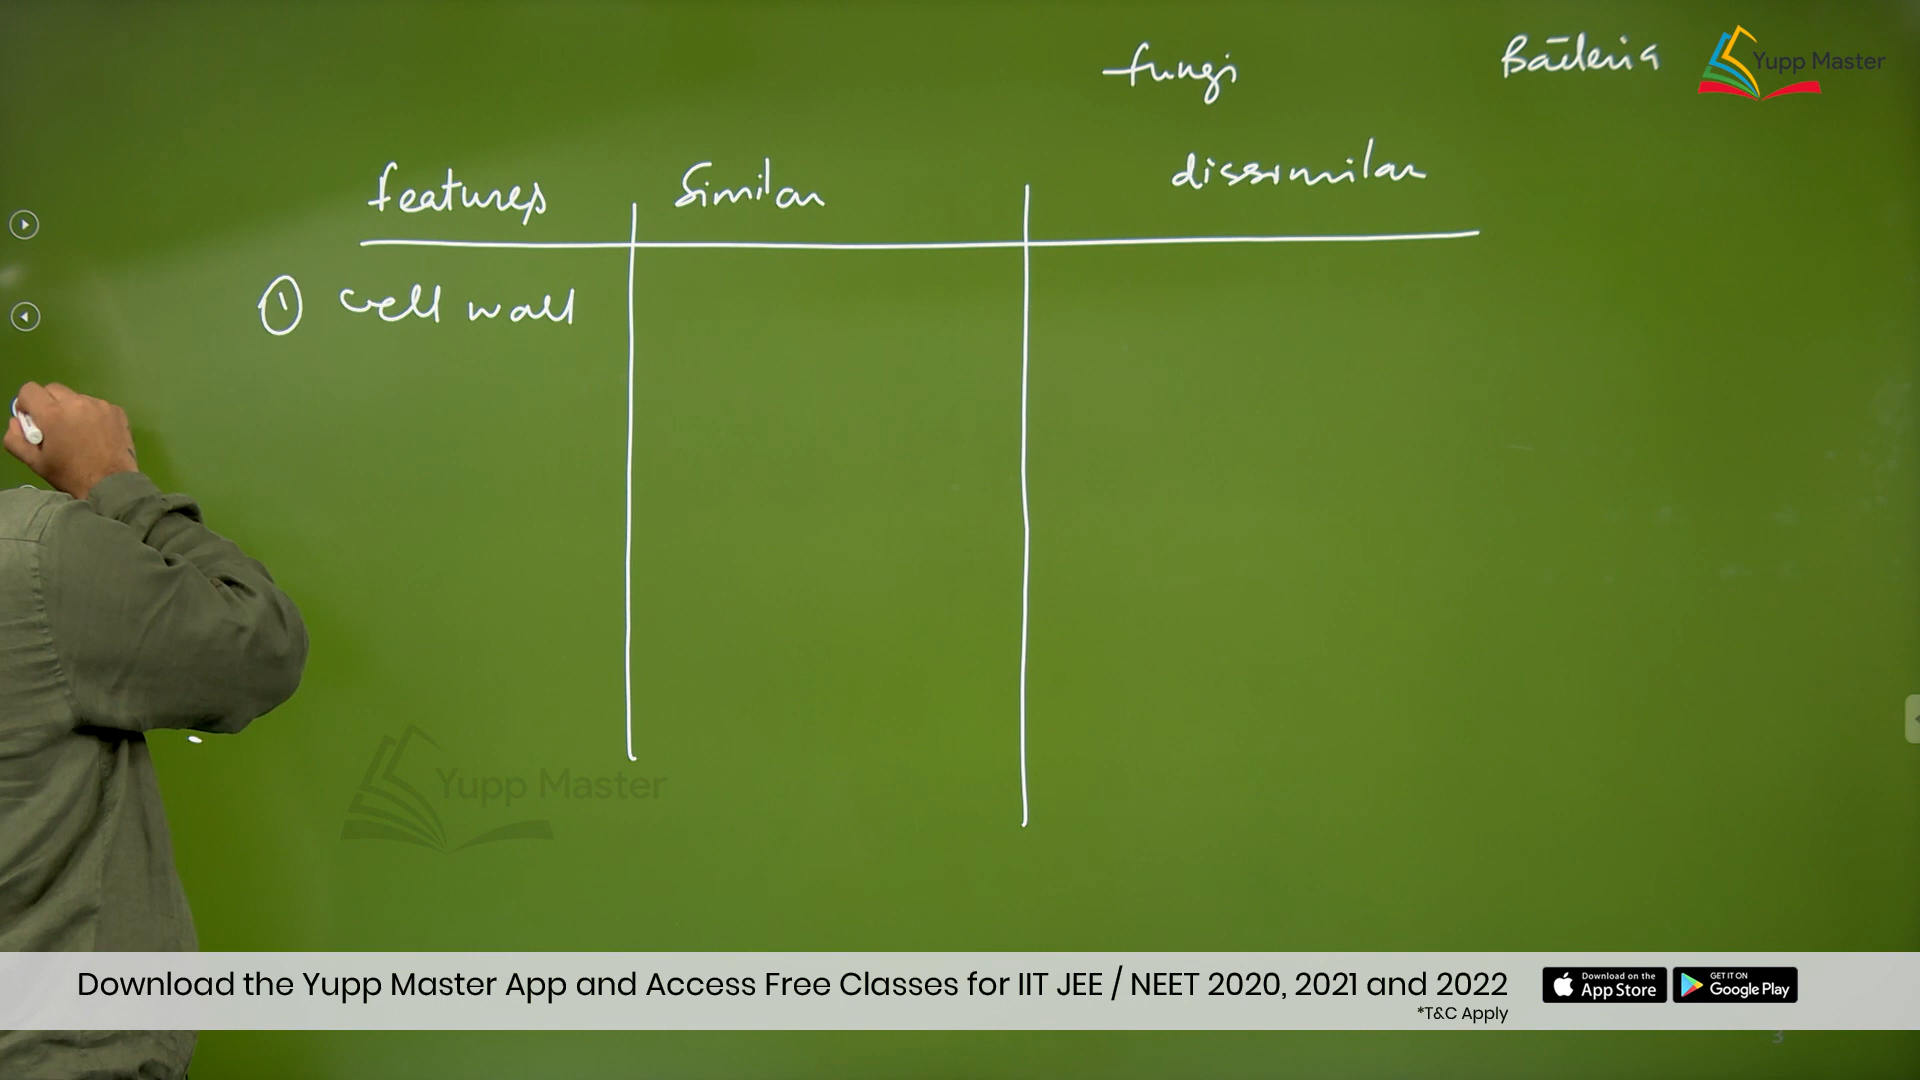 fungi
Bacteria
Yupp Master
features
Similar
dissimilar
① cell wall
Yupp Master
Download the Yupp Master App and Access Free Classes for IIT JEE / NEET 2020, 2021 and 2022
*T&C Apply
Download on the
App Store
GET IT ON
Google Play
3